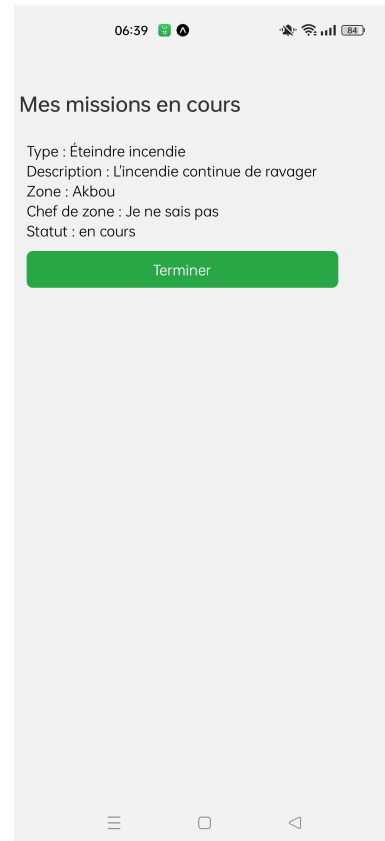 06:39
84
Mes missions en cours
Type : Éteindre incendie
Description : L'incendie continue de ravager
Zone : Akbou
Chef de zone : Je ne sais pas
Statut : en cours
Terminer